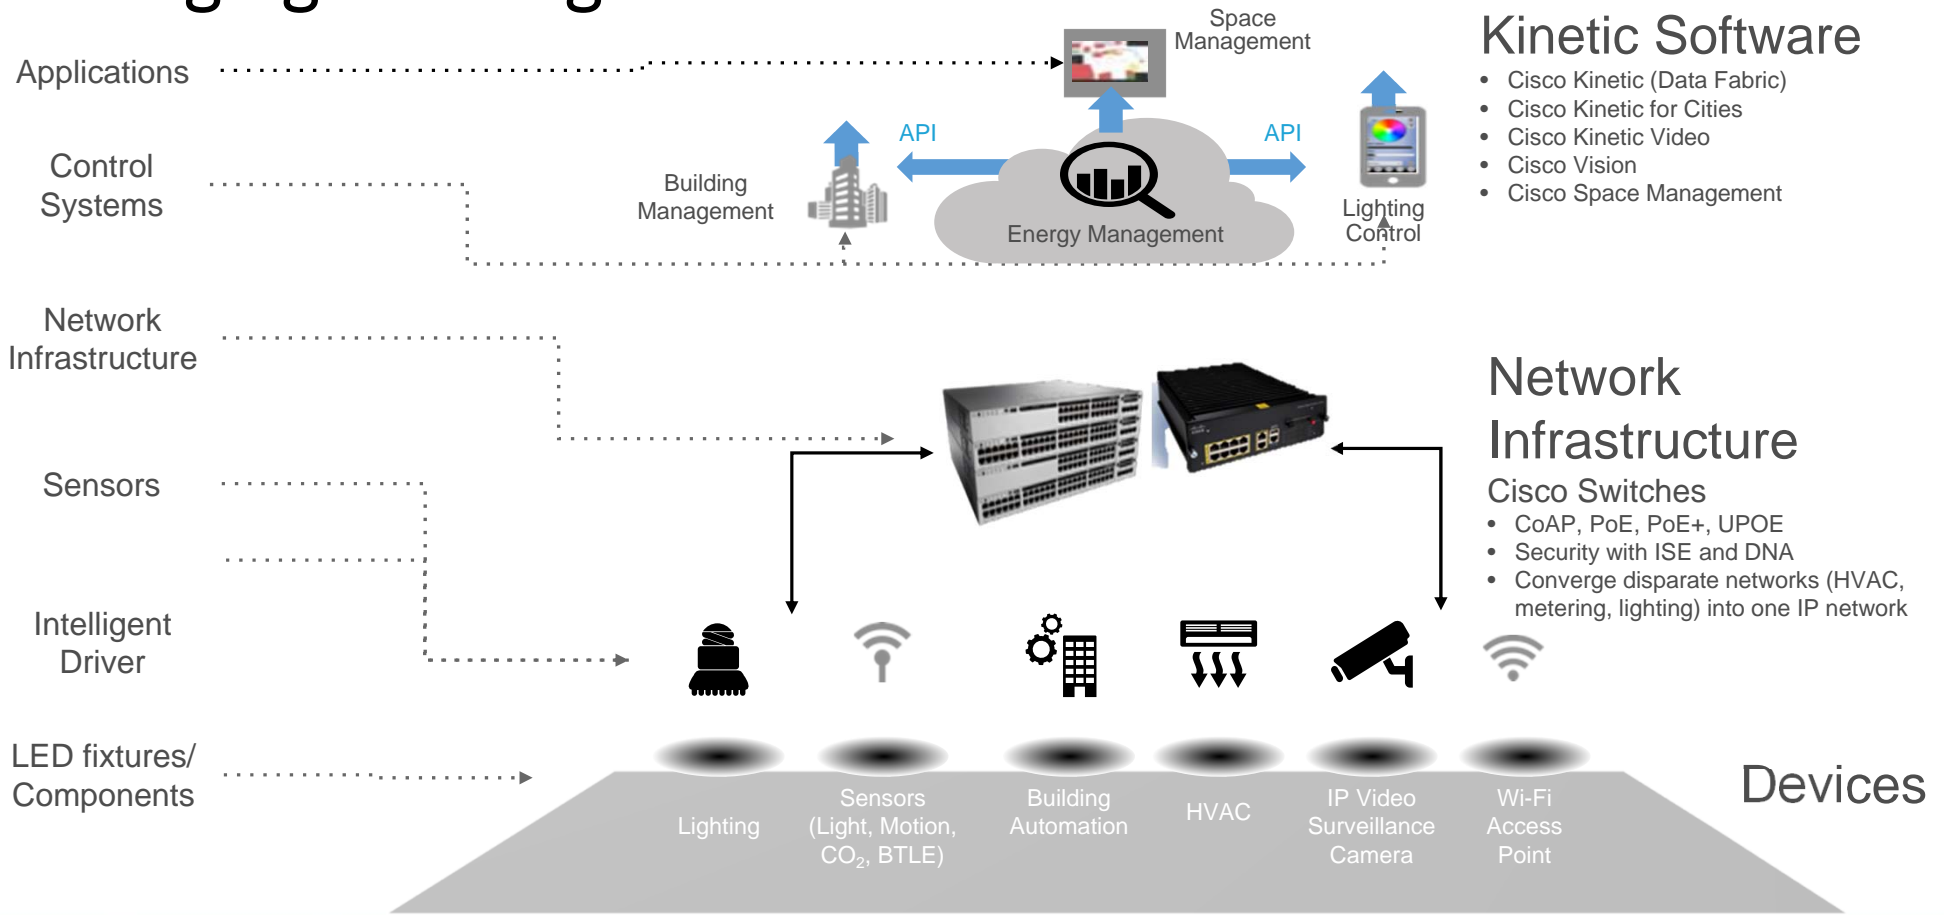 Applications
Control
Systems
Network
Infrastructure
Sensors
Intelligent
Driver
LED fixtures/
Components
Space
Management
API
API
Building
Management
Energy Management
Lighting
Control
Kinetic Software
• Cisco Kinetic (Data Fabric)
• Cisco Kinetic for Cities
• Cisco Kinetic Video
• Cisco Vision
• Cisco Space Management
Network
Infrastructure
Cisco Switches
• CoAP, PoE, PoE+, UPOE
• Security with ISE and DNA
• Converge disparate networks (HVAC,
metering, lighting) into one IP network
Devices
Lighting
Sensors
(Light, Motion,
CO₂, BTLE)
Building
Automation
HVAC
IP Video
Surveillance
Camera
Wi-Fi
Access
Point